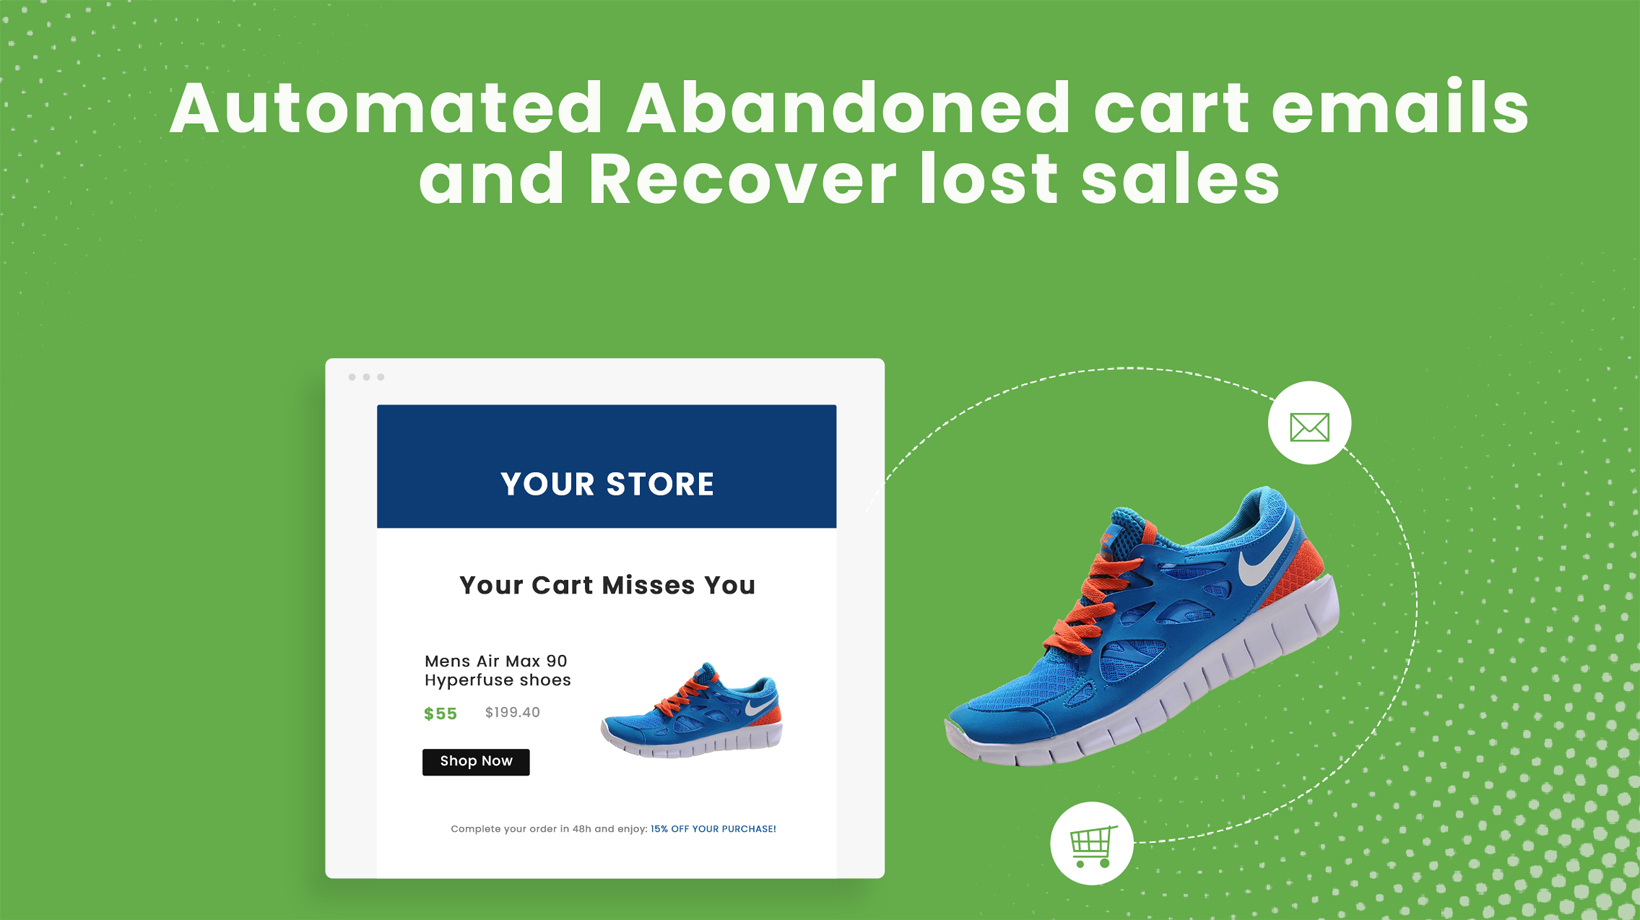 Automated Abandoned cart emails
and Recover lost sales
YOUR STORE
Your Cart Misses You
Mens Air Max 90
Hyperfuse shoes
$55 $199.40
Shop Now
Complete your order in 48h and enjoy: 15% OFF YOUR PURCHASE!